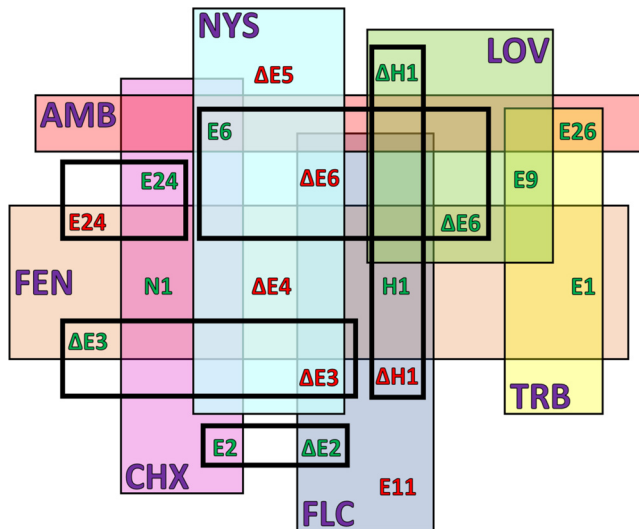 NYS
LOV
ΔE5
ΔH1
AMB
E6
E26
E24
ΔE6
E9
E24
ΔE6
FEN
N1
ΔE4
H1
E1
ΔE3
ΔE3
ΔH1
TRB
E2
ΔE2
CHX
E11
FLC